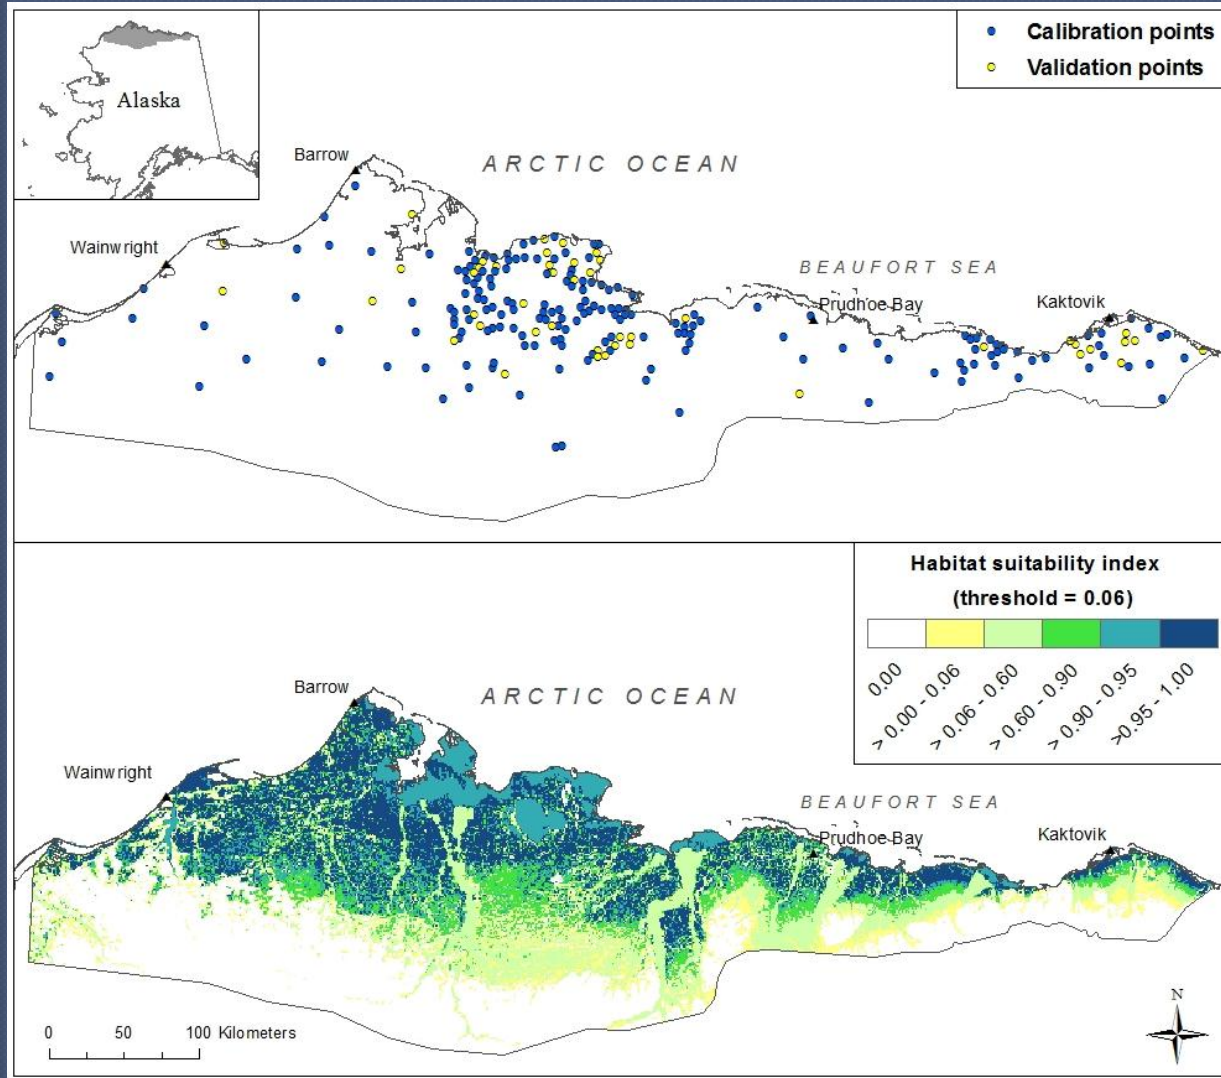 Alaska
Calibration points
Validation points
Barrow
ARCTIC OCEAN
Wainwright
BEAUFORT SEA
Prudhoe Bay
Kaktovik
Habitat suitability index
(threshold = 0.06)
0.00
> 0.00 - 0.06
> 0.06 - 0.60
> 0.60 - 0.90
> 0.90 - 0.95
>0.95 - 1.00
Barrow
ARCTIC OCEAN
Wainwright
BEAUFORT SEA
Prudhoe Bay
Kaktovik
0 50 100 Kilometers
N